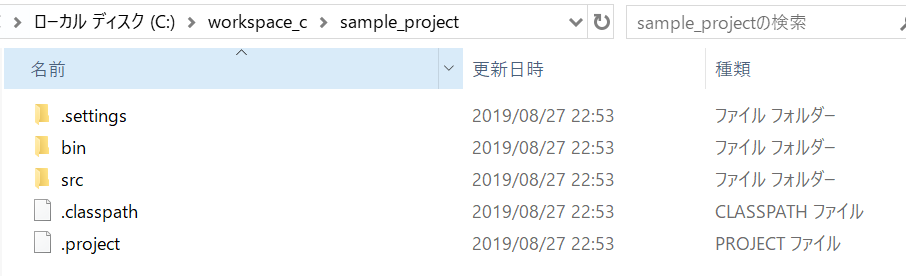 ローカル ディスク (C:) workspace_c sample_project sample_projectの検索
名前 更新日時 種類
.settings 2019/08/27 22:53 ファイル フォルダー
bin 2019/08/27 22:53 ファイル フォルダー
src 2019/08/27 22:53 ファイル フォルダー
.classpath 2019/08/27 22:53 CLASSPATH ファイル
.project 2019/08/27 22:53 PROJECT ファイル